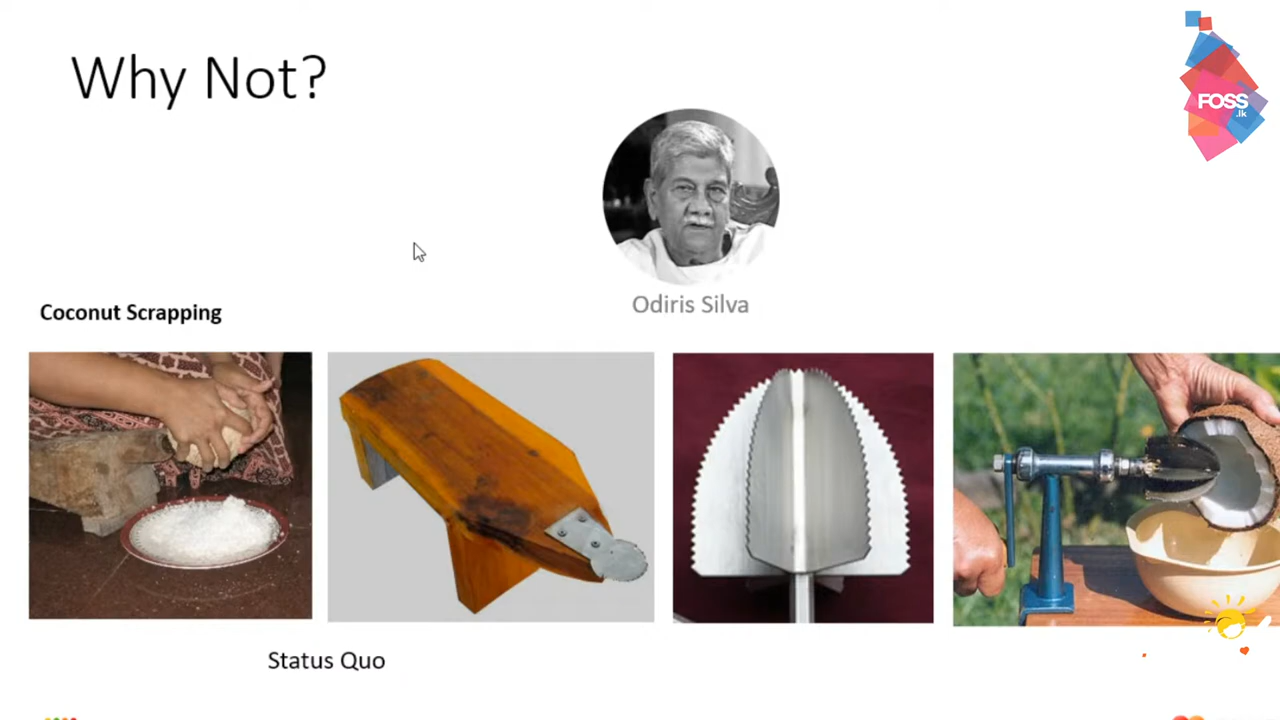 Why Not?
FOSS
.lk
Odiris Silva
Coconut Scrapping
Status Quo